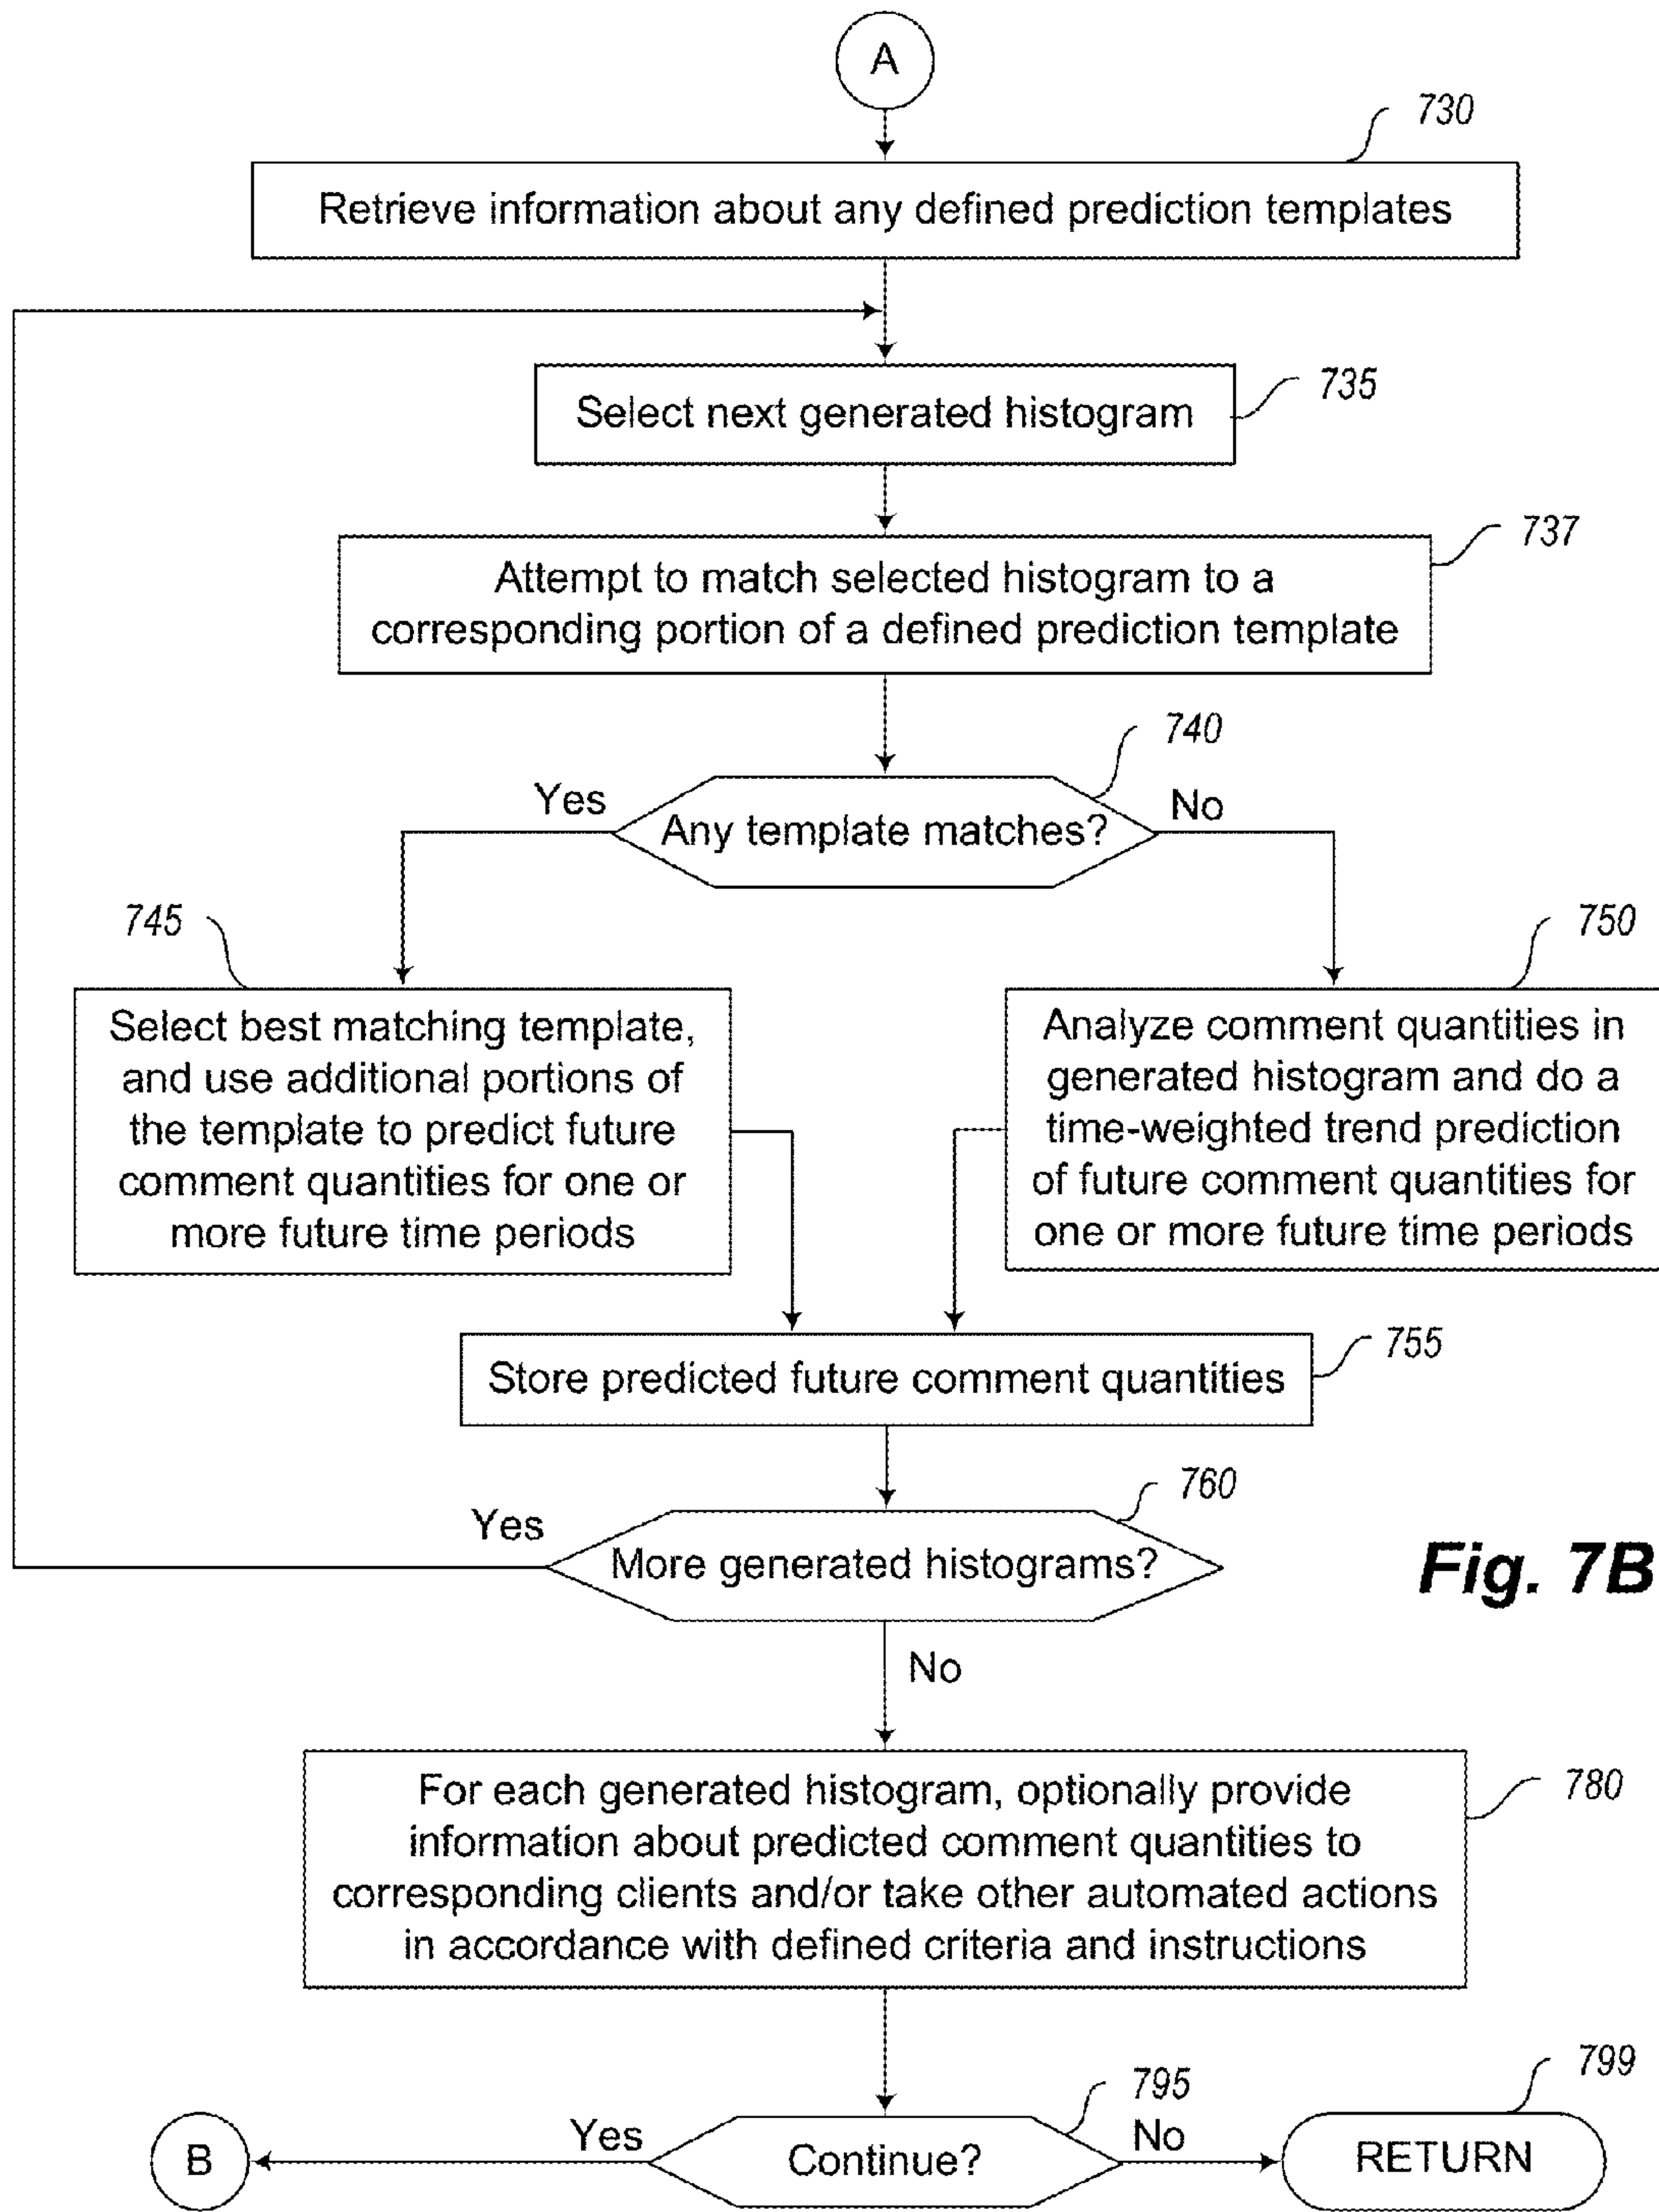 A
730
Retrieve information about any defined prediction templates
735
Select next generated histogram
737
Attempt to match selected histogram to a
corresponding portion of a defined prediction template
740
Yes
No
Any template matches?
745
750
Select best matching template,
and use additional portions of
the template to predict future
comment quantities for one or
more future time periods
Analyze comment quantities in
generated histogram and do a
time-weighted trend prediction
of future comment quantities for
one or more future time periods
755
Store predicted future comment quantities
760
Yes
More generated histograms?
Fig. 7B
No
780
For each generated histogram, optionally provide
information about predicted comment quantities to
corresponding clients and/or take other automated actions
in accordance with defined criteria and instructions
795
799
Yes
No
B
Continue?
RETURN